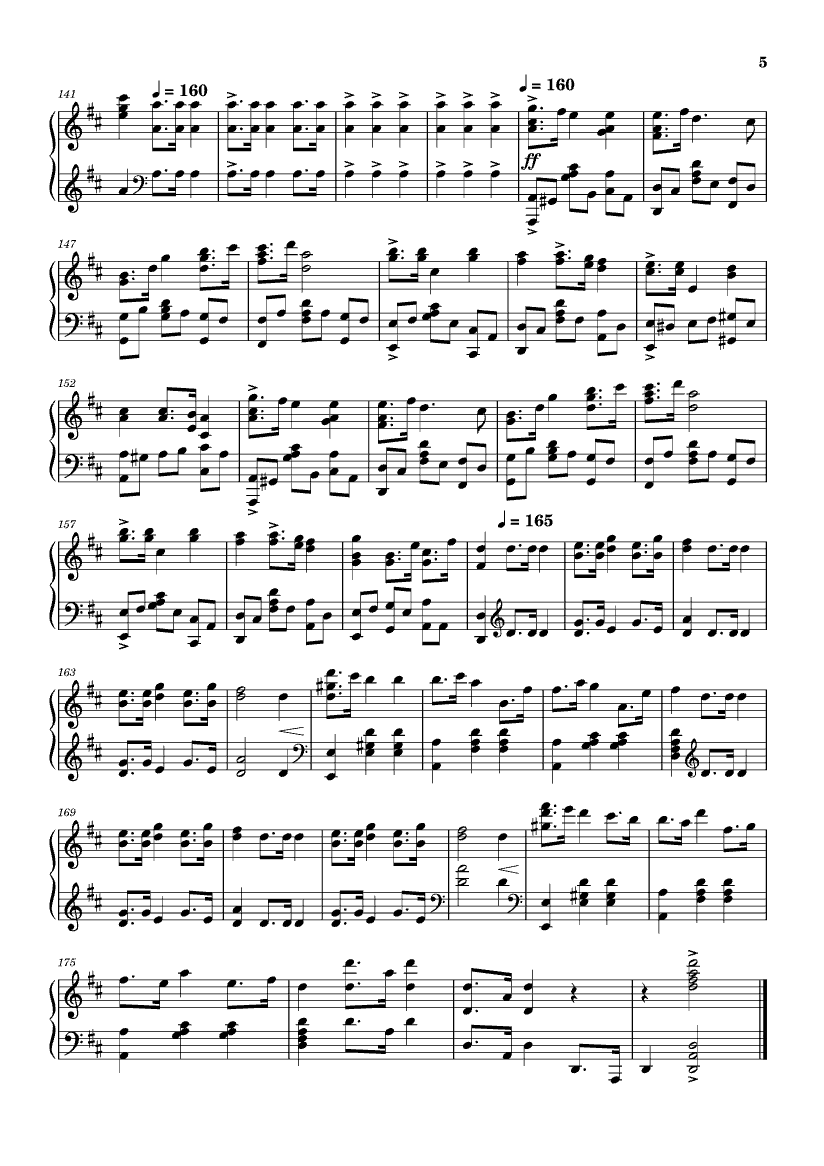 5
141
♩ = 160
♩ = 160
ff
147
152
157
♩ = 165
163
169
175